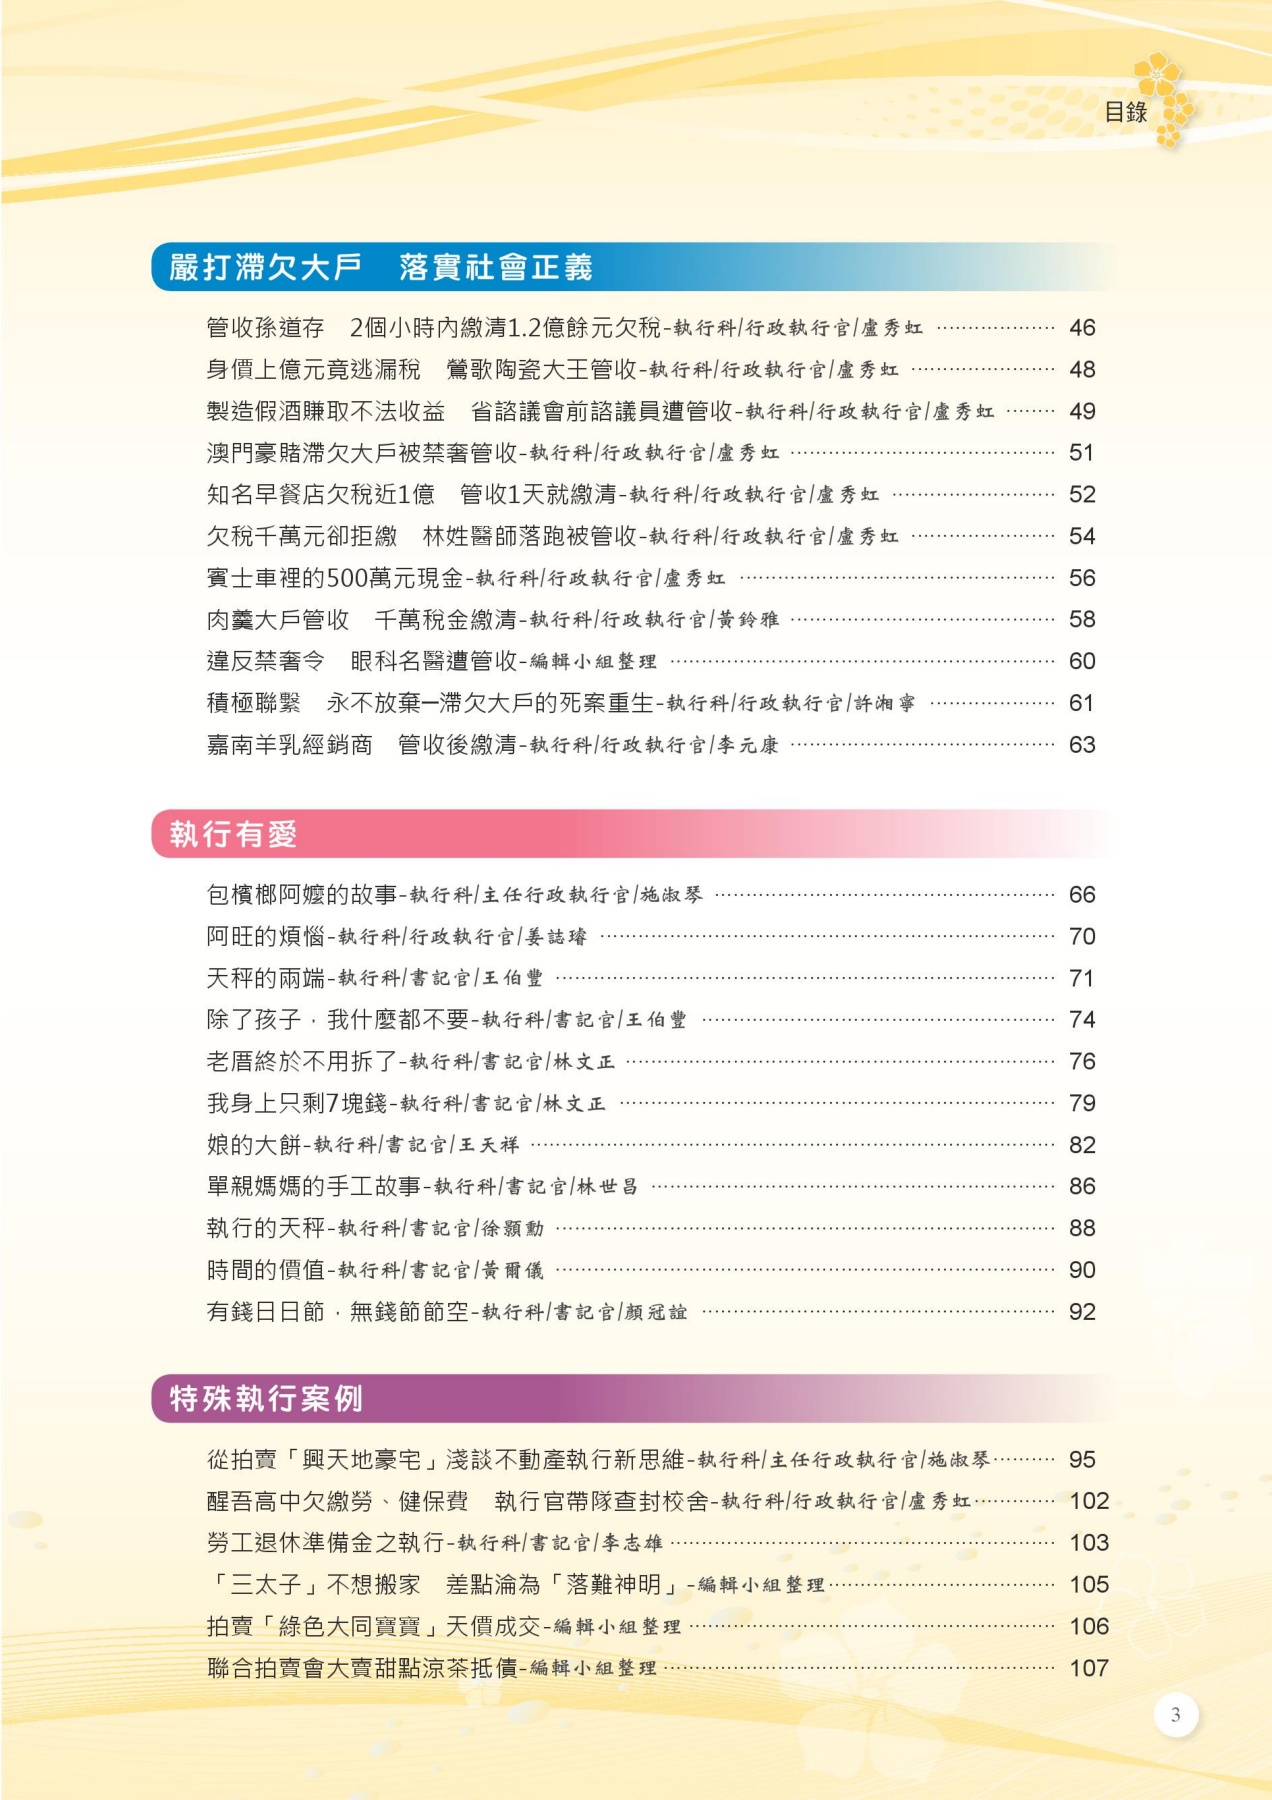 目錄
嚴打滯欠大戶　落實社會正義
管收孫道存　2個小時內繳清1.2億餘元欠稅-執行科/行政執行官/盧秀虹 ………………… 46
身價上億元竟逃漏稅　鶯歌陶瓷大王管收-執行科/行政執行官/盧秀虹 ………………… 48
製造假酒賺取不法收益　省諮議會前諮議員遭管收-執行科/行政執行官/盧秀虹 ……… 49
澳門豪賭滯欠大戶被禁奢管收-執行科/行政執行官/盧秀虹 ………………………………… 51
知名早餐店欠稅近1億　管收1天就繳清-執行科/行政執行官/盧秀虹 …………………… 52
欠稅千萬元卻拒繳　林姓醫師落跑被管收-執行科/行政執行官/盧秀虹 ………………… 54
賓士車裡的500萬元現金-執行科/行政執行官/盧秀虹 ……………………………………… 56
肉羹大戶管收　千萬稅金繳清-執行科/行政執行官/黃鈴雅 ………………………………… 58
違反禁奢令　眼科名醫遭管收-編輯小組整理 ……………………………………………… 60
積極聯繫　永不放棄─滯欠大戶的死案重生-執行科/行政執行官/許湘寧 ……………… 61
嘉南羊乳經銷商　管收後繳清-執行科/行政執行官/李元康 ………………………………… 63
執行有愛
包檳榔阿嬤的故事-執行科/主任行政執行官/施淑琴 ………………………………………… 66
阿旺的煩惱-執行科/行政執行官/姜誌璿 ……………………………………………………… 70
天秤的兩端-執行科/書記官/王伯豐 …………………………………………………………… 71
除了孩子，我什麼都不要-執行科/書記官/王伯豐 …………………………………………… 74
老厝終於不用拆了-執行科/書記官/林文正 …………………………………………………… 76
我身上只剩7塊錢-執行科/書記官/林文正 …………………………………………………… 79
娘的大餅-執行科/書記官/王天祥 ……………………………………………………………… 82
單親媽媽的手工故事-執行科/書記官/林世昌 ………………………………………………… 86
執行的天秤-執行科/書記官/徐顥勳 …………………………………………………………… 88
時間的價值-執行科/書記官/黃爾儀 …………………………………………………………… 90
有錢日日節，無錢節節空-執行科/書記官/顏冠誼 …………………………………………… 92
特殊執行案例
從拍賣「興天地豪宅」淺談不動產執行新思維-執行科/主任行政執行官/施淑琴……… 95
醒吾高中欠繳勞、健保費　執行官帶隊查封校舍-執行科/行政執行官/盧秀虹………… 102
勞工退休準備金之執行-執行科/書記官/李志雄 ……………………………………………… 103
「三太子」不想搬家　差點淪為「落難神明」-編輯小組整理…………………………… 105
拍賣「綠色大同寶寶」天價成交-編輯小組整理 …………………………………………… 106
聯合拍賣會大賣甜點涼茶抵債-編輯小組整理 ……………………………………………… 107
3